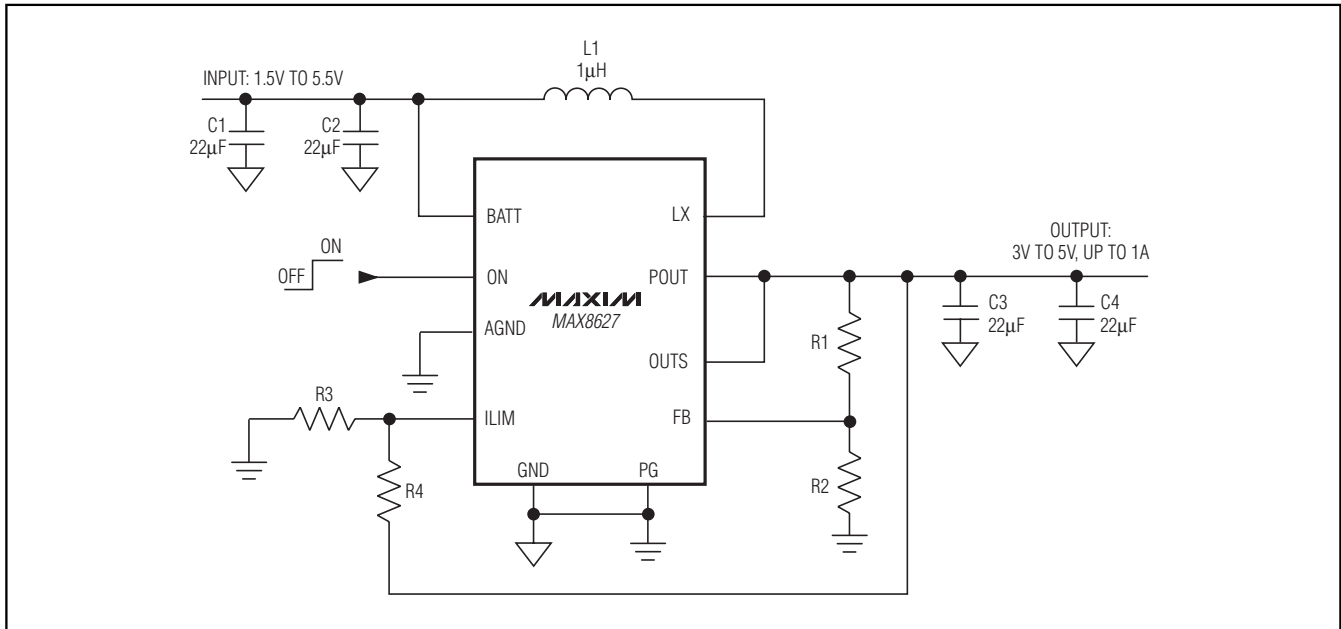 L1
1µH
INPUT: 1.5V TO 5.5V
C1
22µF
C2
22µF
BATT
LX
OUTPUT:
3V TO 5V, UP TO 1A
ON
OFF
ON
POUT
MAXIM
MAX8627
C3
22µF
C4
22µF
AGND
R1
OUTS
R3
ILIM
FB
GND
PG
R4
R2